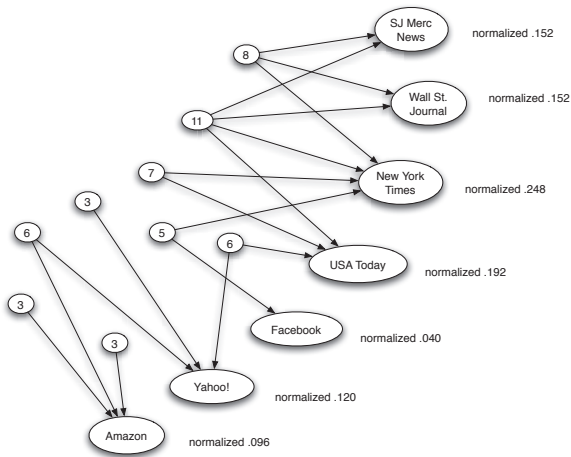 SJ Merc
News
normalized .152
8
Wall St.
Journal
normalized .152
11
7
New York
Times
normalized .248
3
6
5
6
USA Today
normalized .192
3
Facebook
normalized .040
3
Yahoo!
normalized .120
Amazon
normalized .096